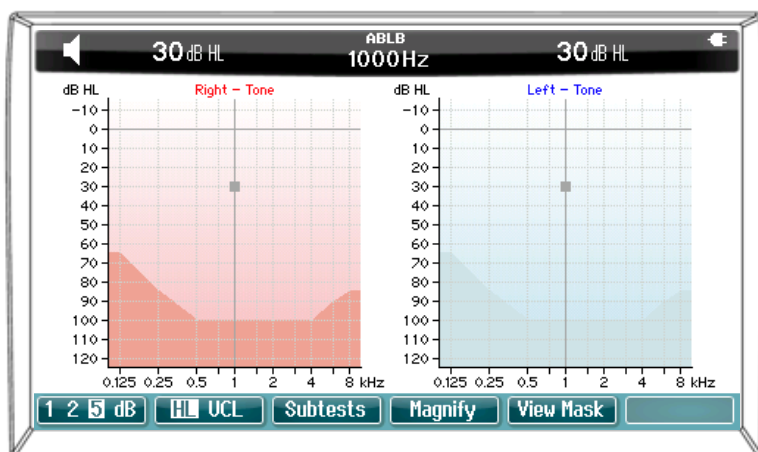 ABLB
30 dB HL 1000 Hz 30 dB HL
dB HL Right - Tone dB HL Left - Tone
-10 -10
0 0
10 10
20 20
30 30
40 40
50 50
60 60
70 70
80 80
90 90
100 100
110 110
120 120
0.125 0.25 0.5 1 2 4 8 kHz 0.125 0.25 0.5 1 2 4 8 kHz
1 2 5 dB HL UCL Subtests Magnify View Mask